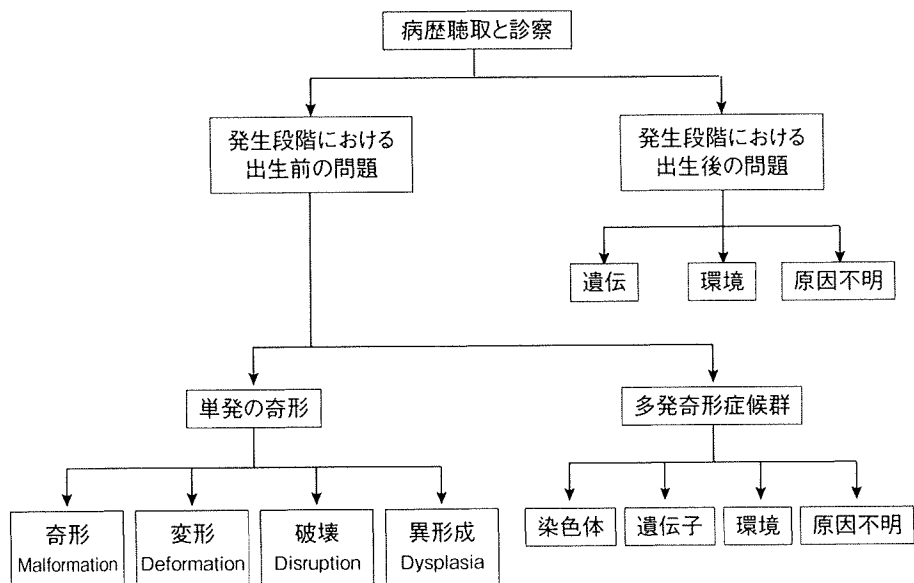 病歴聴取と診察
発生段階における
出生前の問題
発生段階における
出生後の問題
遺伝
環境
原因不明
単発の奇形
多発奇形症候群
奇形
Malformation
変形
Deformation
破壊
Disruption
異形成
Dysplasia
染色体
遺伝子
環境
原因不明